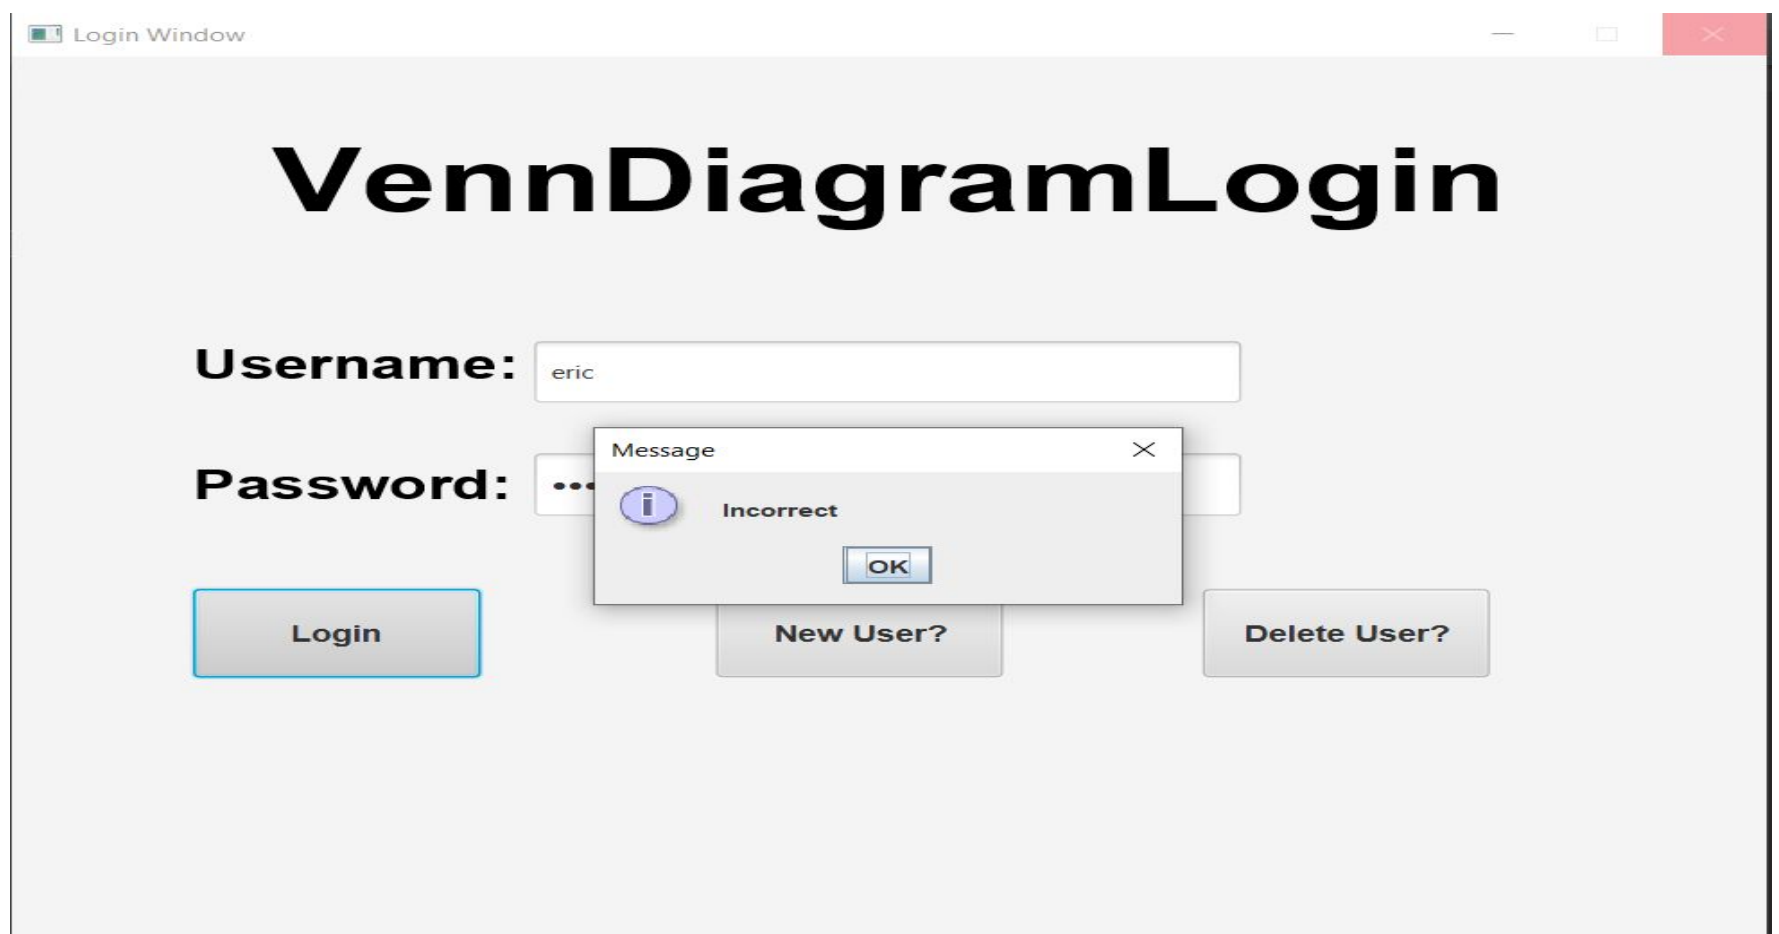 Login Window
VennDiagramLogin
Username: eric
Password: •••
Message
i Incorrect
OK
Login New User? Delete User?